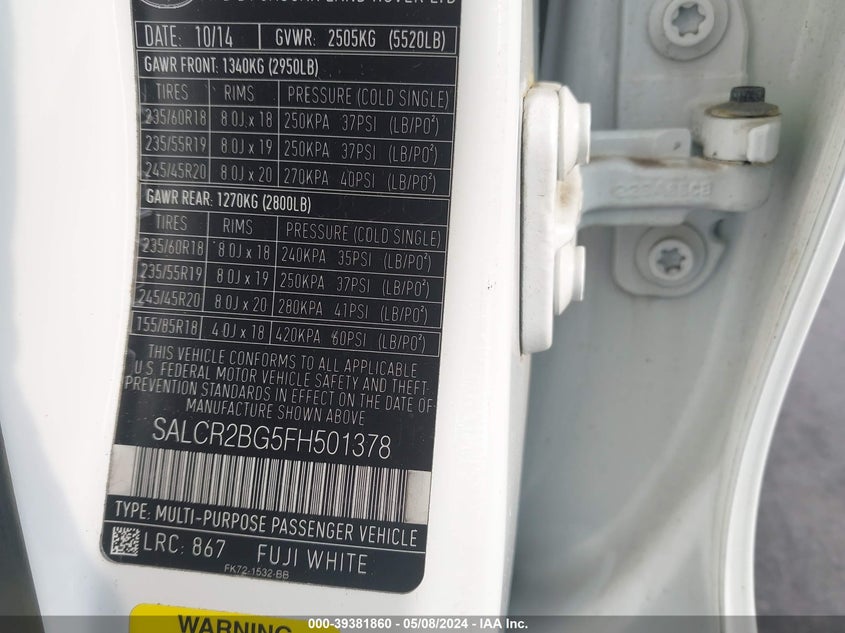 JAGUAR LAND ROVER LTD
DATE: 10/14 GVWR: 2505KG (5520LB)
GAWR FRONT: 1340KG (2950LB)
TIRES RIMS PRESSURE (COLD SINGLE)
235/60R18 8.0J x 18 250KPA 37PSI (LB/PO²)
235/55R19 8.0J x 19 250KPA 37PSI (LB/PO²)
245/45R20 8.0J x 20 270KPA 40PSI (LB/PO²)
GAWR REAR: 1270KG (2800LB)
TIRES RIMS PRESSURE (COLD SINGLE)
235/60R18 8.0J x 18 240KPA 35PSI (LB/PO²)
235/55R19 8.0J x 19 250KPA 37PSI (LB/PO²)
245/45R20 8.0J x 20 280KPA 41PSI (LB/PO²)
155/85R18 4.0J x 18 420KPA 60PSI (LB/PO²)
THIS VEHICLE CONFORMS TO ALL APPLICABLE
U.S. FEDERAL MOTOR VEHICLE SAFETY AND THEFT
PREVENTION STANDARDS IN EFFECT ON THE DATE OF
MANUFACTURE SHOWN ABOVE
SALCR2BG5FH501378
TYPE: MULTI-PURPOSE PASSENGER VEHICLE
LRC: 867 FUJI WHITE
FK72-1532-BB
WARNING
000-39381860 - 05/08/2024 - IAA Inc.